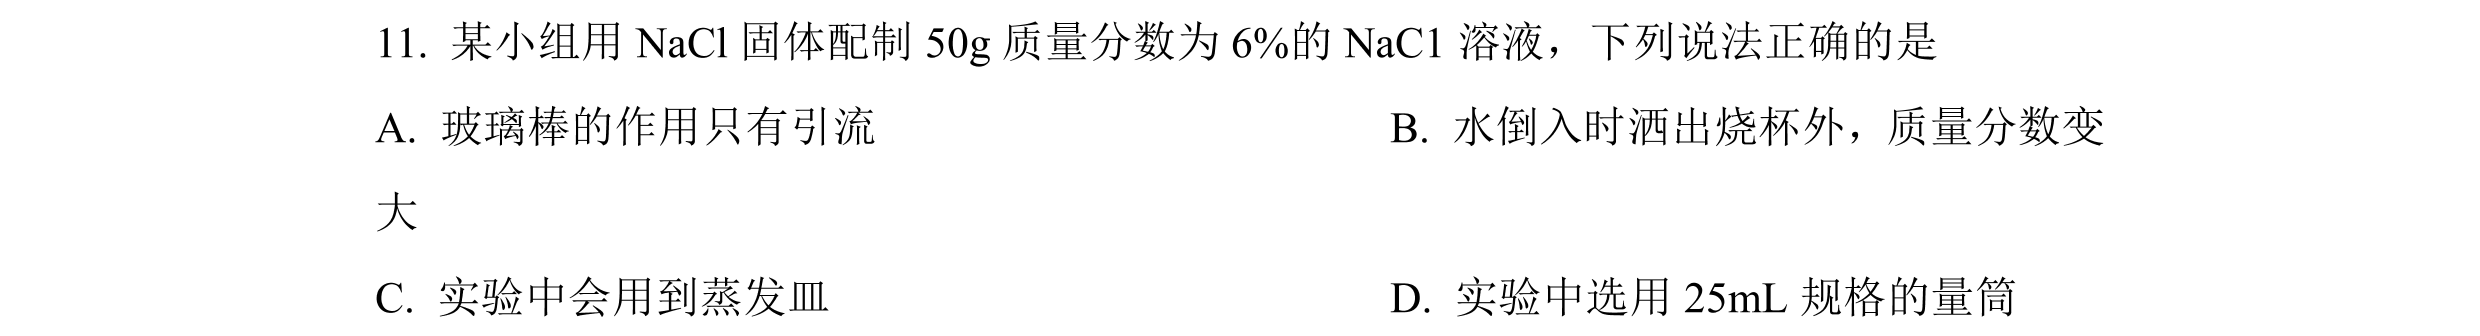 11. 某小组用 NaCl 固体配制 50g 质量分数为 6%的 NaC1 溶液，下列说法正确的是
A. 玻璃棒的作用只有引流 B. 水倒入时洒出烧杯外，质量分数变
大
C. 实验中会用到蒸发皿 D. 实验中选用 25mL 规格的量筒